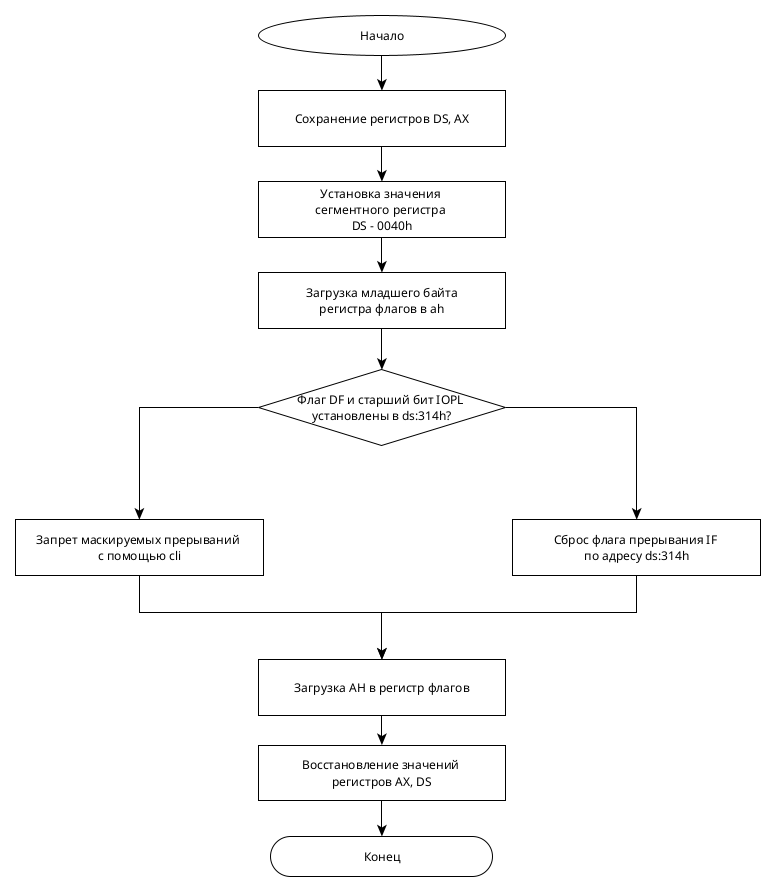 Начало
Сохранение регистров DS, AX
Установка значения
сегментного регистра
DS - 0040h
Загрузка младшего байта
регистра флагов в ah
Флаг DF и старший бит IOPL
установлены в ds:314h?
Запрет маскируемых прерываний
с помощью cli
Сброс флага прерывания IF
по адресу ds:314h
Загрузка AH в регистр флагов
Восстановление значений
регистров AX, DS
Конец